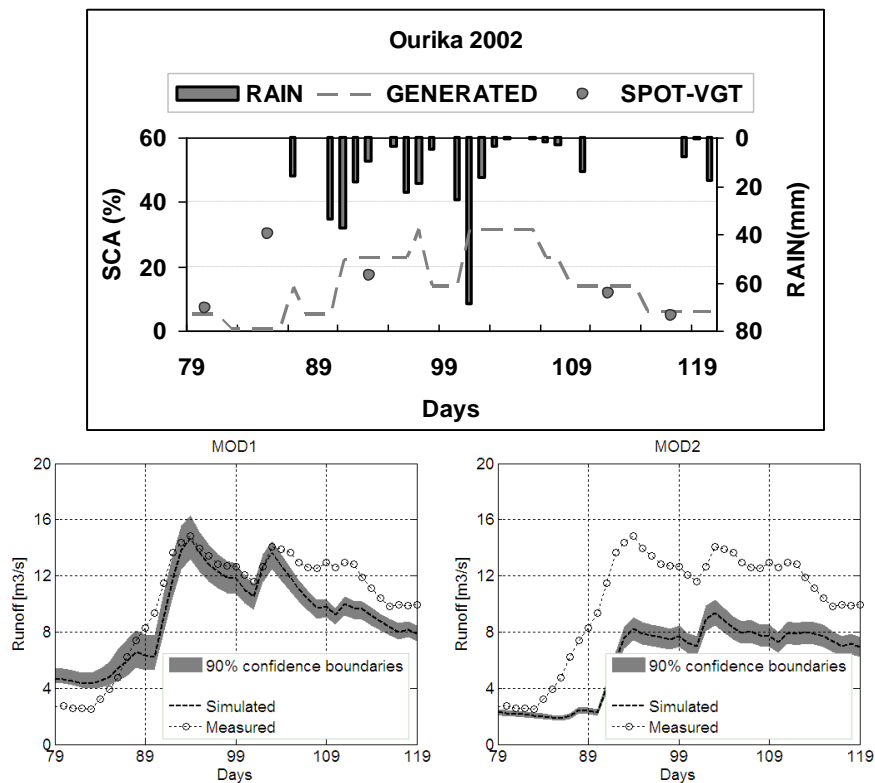 Ourika 2002
RAIN GENERATED SPOT-VGT
60 0
40 20
20 40
0 60
80
SCA (%)
RAIN(mm)
79 89 99 109 119
Days
MOD1
20
16
12
8
4
0
Runoff [m3/s]
90% confidence boundaries
Simulated
Measured
79 89 99 109 119
Days
MOD2
20
16
12
8
4
0
Runoff [m3/s]
90% confidence boundaries
Simulated
Measured
79 89 99 109 119
Days